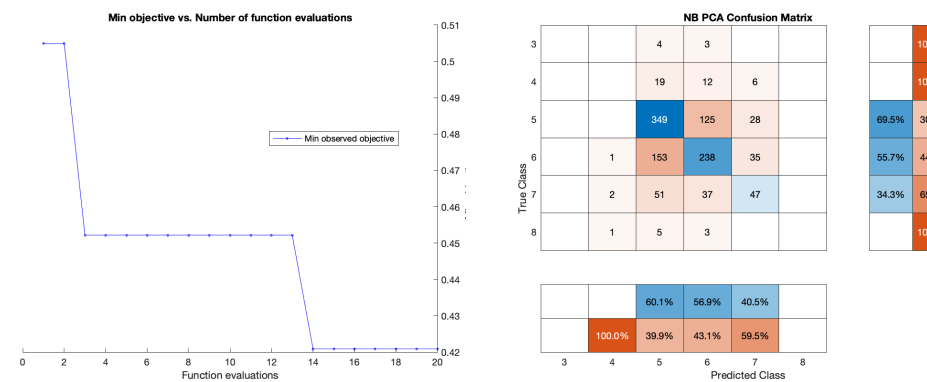 Min objective vs. Number of function evaluations
0.51
0.5
0.49
0.48
0.47
0.46
0.45
0.44
0.43
0.42
Min observed objective
0 2 4 6 8 10 12 14 16 18 20
Function evaluations
NB PCA Confusion Matrix
True Class
3 4 3
4 19 12 6
5 349 125 28 69.5%
6 1 153 238 35 55.7%
7 2 51 37 47 34.3%
8 1 5 3
60.1% 56.9% 40.5%
100.0% 39.9% 43.1% 59.5%
3 4 5 6 7 8
Predicted Class